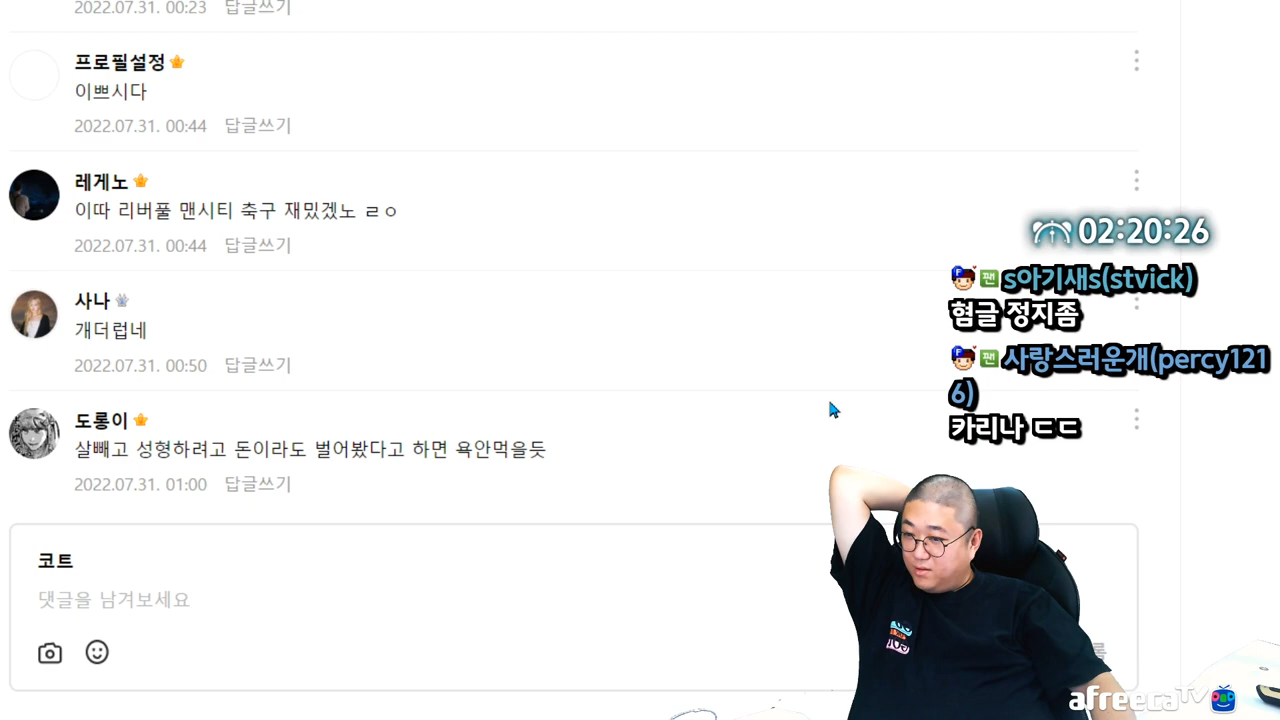 2022.07.31. 00:23 답글쓰기
프로필설정
이쁘시다
2022.07.31. 00:44 답글쓰기
레게노
이따 리버풀 맨시티 축구 재밌겠노 ㄹㅇ
2022.07.31. 00:44 답글쓰기
사나
개더럽네
2022.07.31. 00:50 답글쓰기
도롱이
살빼고 성형하려고 돈이라도 벌어봤다고 하면 욕안먹을듯
2022.07.31. 01:00 답글쓰기
코트
댓글을 남겨보세요
02:20:26
팬 s아기새s(stvick)
혐글 정지좀
팬 사랑스러운개(percy121
6)
카리나 ㄷㄷ
afreecaTV